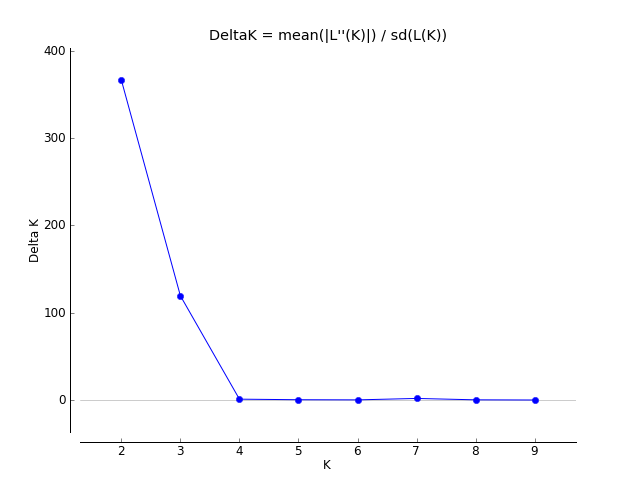 DeltaK = mean(|L''(K)|) / sd(L(K))
400
300
200
100
0
Delta K
2 3 4 5 6 7 8 9
K